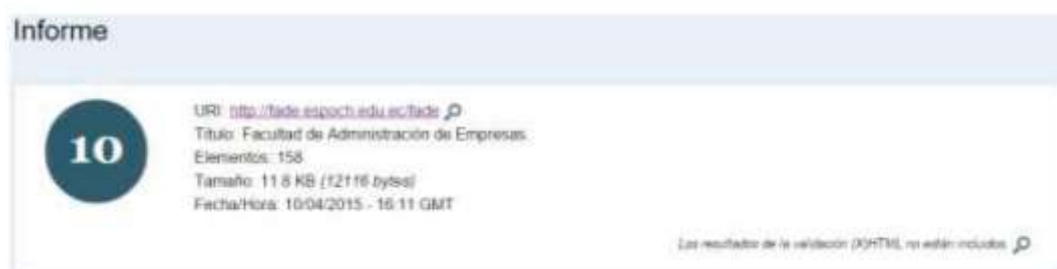 Informe
10
URI: http://fade.espoch.edu.ec/fade
Título: Facultad de Administración de Empresas.
Elementos: 158
Tamaño: 11.8 KB (12116 bytes)
Fecha/Hora: 10/04/2015 - 16:11 GMT
Los resultados de la validación (X)HTML no están incluidos.